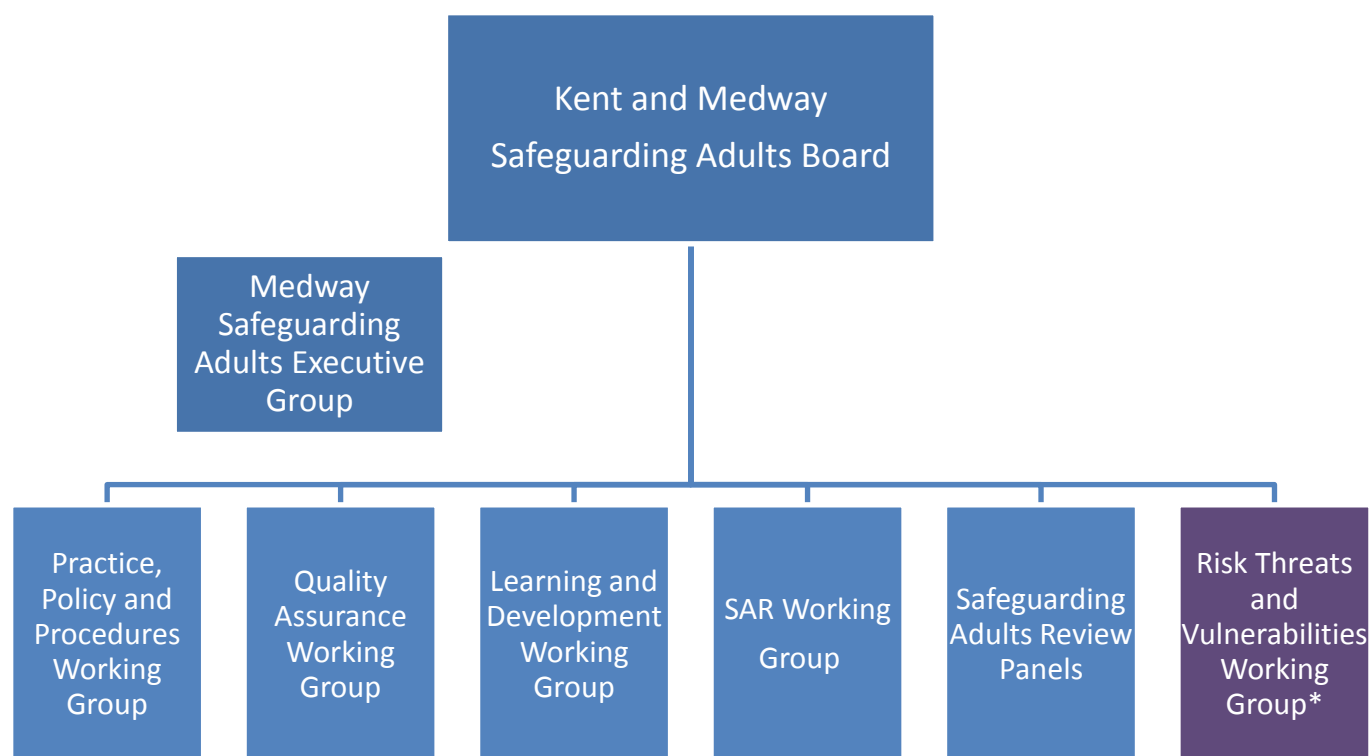 Kent and Medway
Safeguarding Adults Board
Medway
Safeguarding
Adults Executive
Group
Practice,
Policy and
Procedures
Working
Group
Quality
Assurance
Working
Group
Learning and
Development
Working
Group
SAR Working
Group
Safeguarding
Adults Review
Panels
Risk Threats
and
Vulnerabilities
Working
Group*